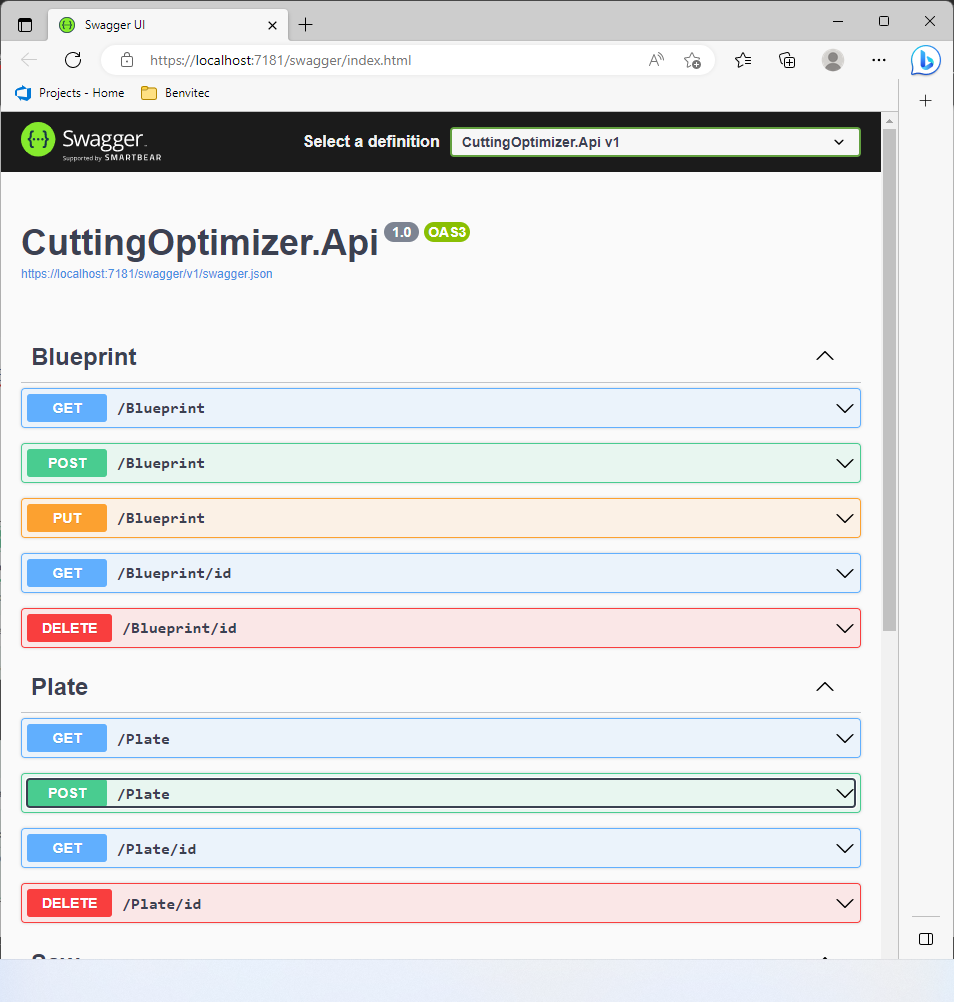 Swagger UI
https://localhost:7181/swagger/index.html
Projects - Home
Benvitec
Swagger
Supported by SMARTBEAR
Select a definition
CuttingOptimizer.Api v1
CuttingOptimizer.Api 1.0 OAS3
https://localhost:7181/swagger/v1/swagger.json
Blueprint
GET /Blueprint
POST /Blueprint
PUT /Blueprint
GET /Blueprint/id
DELETE /Blueprint/id
Plate
GET /Plate
POST /Plate
GET /Plate/id
DELETE /Plate/id